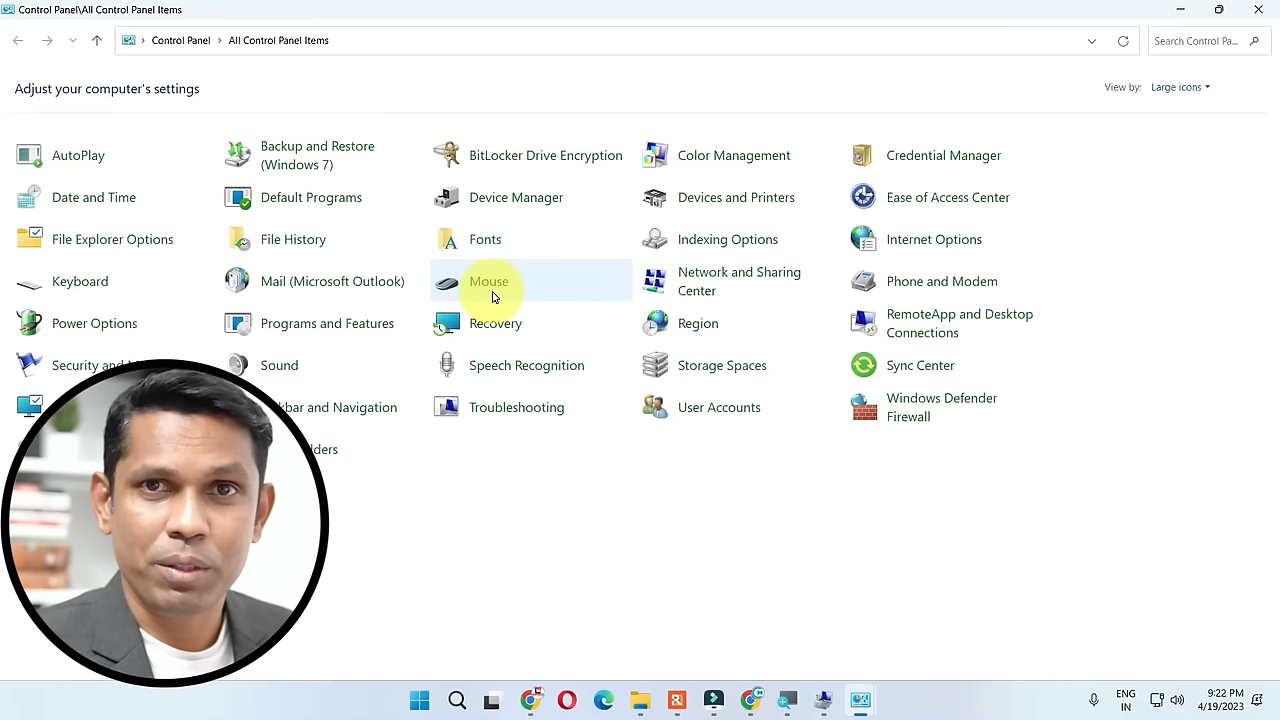 Control Panel\All Control Panel Items
Control Panel > All Control Panel Items
Search Control Pa...
Adjust your computer's settings
View by: Large icons
AutoPlay
Backup and Restore
(Windows 7)
BitLocker Drive Encryption
Color Management
Credential Manager
Date and Time
Default Programs
Device Manager
Devices and Printers
Ease of Access Center
File Explorer Options
File History
Fonts
Indexing Options
Internet Options
Keyboard
Mail (Microsoft Outlook)
Mouse
Network and Sharing
Center
Phone and Modem
Power Options
Programs and Features
Recovery
Region
RemoteApp and Desktop
Connections
Security and
Sound
Speech Recognition
Storage Spaces
Sync Center
and Navigation
Troubleshooting
User Accounts
Windows Defender
Firewall
ENG
IN
9:22 PM
4/19/2023